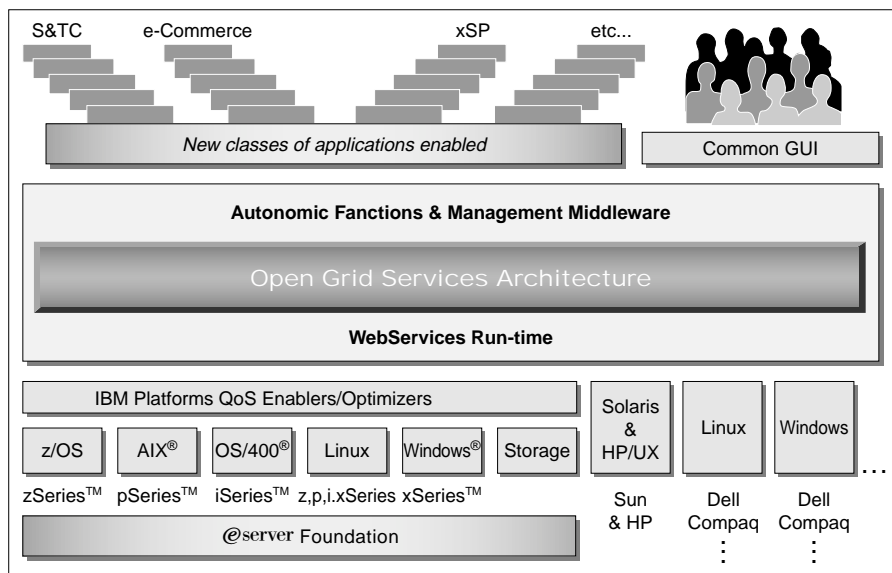 S&TC e-Commerce xSP etc...
New classes of applications enabled
Common GUI
Autonomic Fanctions & Management Middleware
Open Grid Services Architecture
WebServices Run-time
IBM Platforms QoS Enablers/Optimizers
Solaris
&
HP/UX
Linux
Windows
z/OS AIX® OS/400® Linux Windows® Storage
...
zSeries™ pSeries™ iSeries™ z,p,i.xSeries xSeries™
Sun
& HP
Dell
Compaq
Dell
Compaq
eserver Foundation